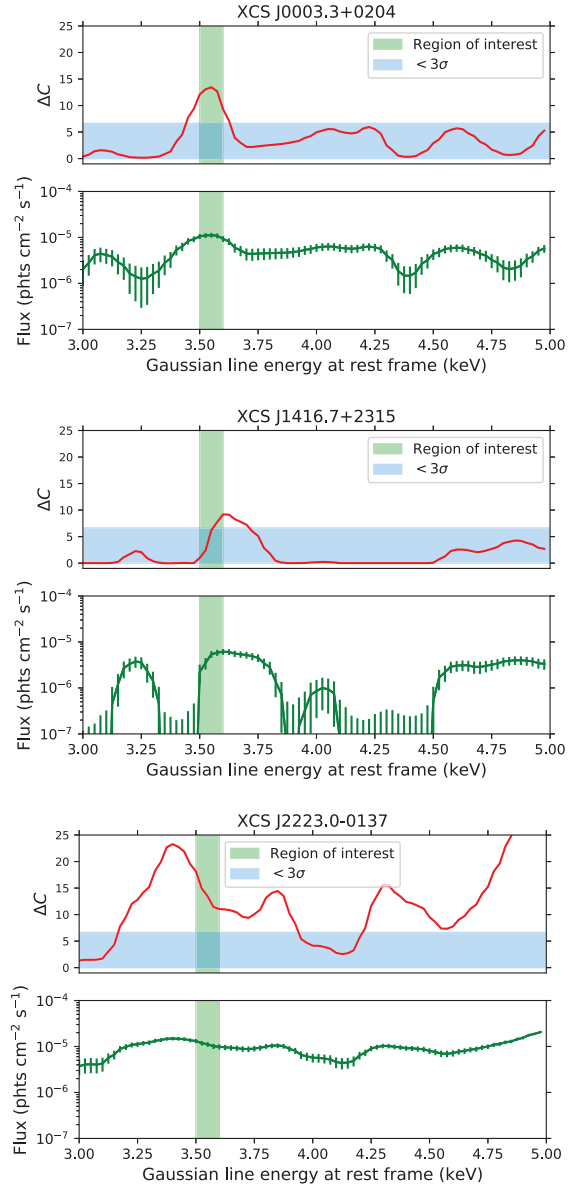 XCS J0003.3+0204
25
20
15
10
5
0
ΔC
Region of interest
< 3σ
10⁻⁴
10⁻⁵
10⁻⁶
10⁻⁷
Flux (phts cm⁻² s⁻¹)
3.00 3.25 3.50 3.75 4.00 4.25 4.50 4.75 5.00
Gaussian line energy at rest frame (keV)
XCS J1416.7+2315
25
20
15
10
5
0
ΔC
Region of interest
< 3σ
10⁻⁴
10⁻⁵
10⁻⁶
10⁻⁷
Flux (phts cm⁻² s⁻¹)
3.00 3.25 3.50 3.75 4.00 4.25 4.50 4.75 5.00
Gaussian line energy at rest frame (keV)
XCS J2223.0-0137
25
20
15
10
5
0
ΔC
Region of interest
< 3σ
10⁻⁴
10⁻⁵
10⁻⁶
10⁻⁷
Flux (phts cm⁻² s⁻¹)
3.00 3.25 3.50 3.75 4.00 4.25 4.50 4.75 5.00
Gaussian line energy at rest frame (keV)